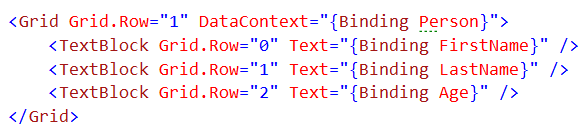 <Grid Grid.Row="1" DataContext="{Binding Person}">
    <TextBlock Grid.Row="0" Text="{Binding FirstName}" />
    <TextBlock Grid.Row="1" Text="{Binding LastName}" />
    <TextBlock Grid.Row="2" Text="{Binding Age}" />
</Grid>